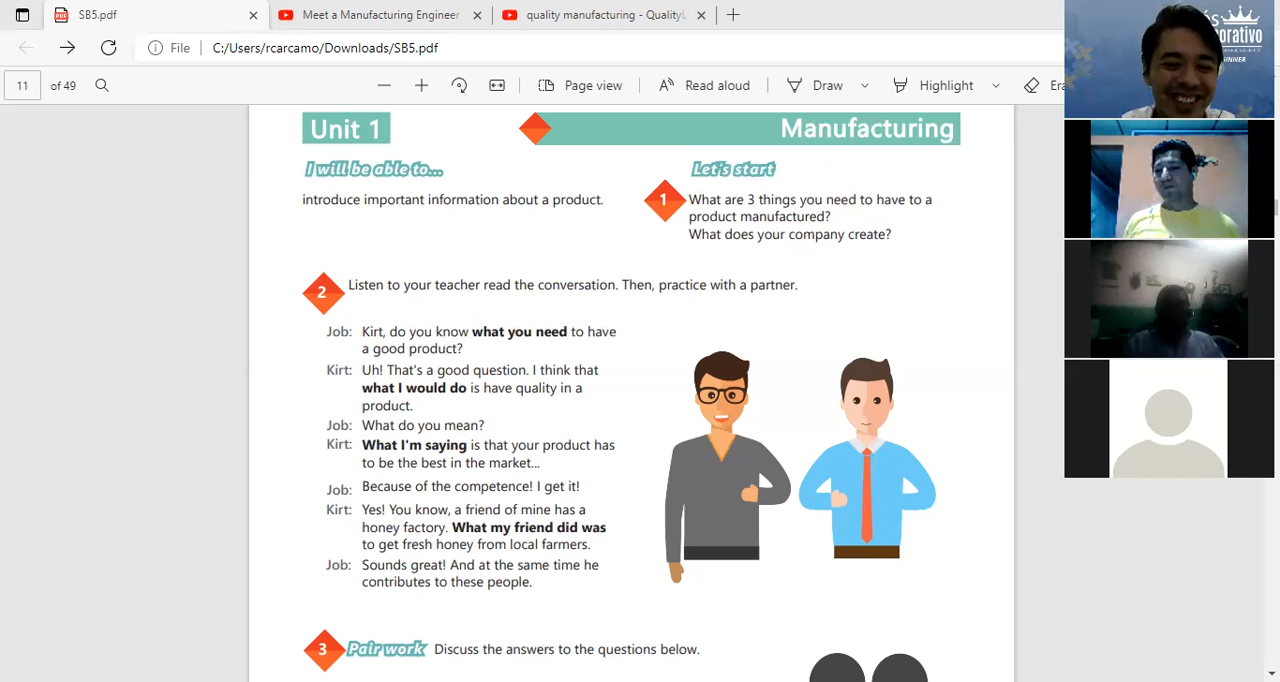 SB5.pdf
Meet a Manufacturing Engineer
quality manufacturing - QualityL
File
C:/Users/rcarcamo/Downloads/SB5.pdf
11 of 49
Page view
Read aloud
Draw
Highlight
Era
Unit 1
Manufacturing
I will be able to...
introduce important information about a product.
Let's start
1
What are 3 things you need to have to a
product manufactured?
What does your company create?
2
Listen to your teacher read the conversation. Then, practice with a partner.
Job: Kirt, do you know what you need to have
a good product?
Kirt: Uh! That's a good question. I think that
what I would do is have quality in a
product.
Job: What do you mean?
Kirt: What I'm saying is that your product has
to be the best in the market...
Job: Because of the competence! I get it!
Kirt: Yes! You know, a friend of mine has a
honey factory. What my friend did was
to get fresh honey from local farmers.
Job: Sounds great! And at the same time he
contributes to these people.
3
Pair work Discuss the answers to the questions below.